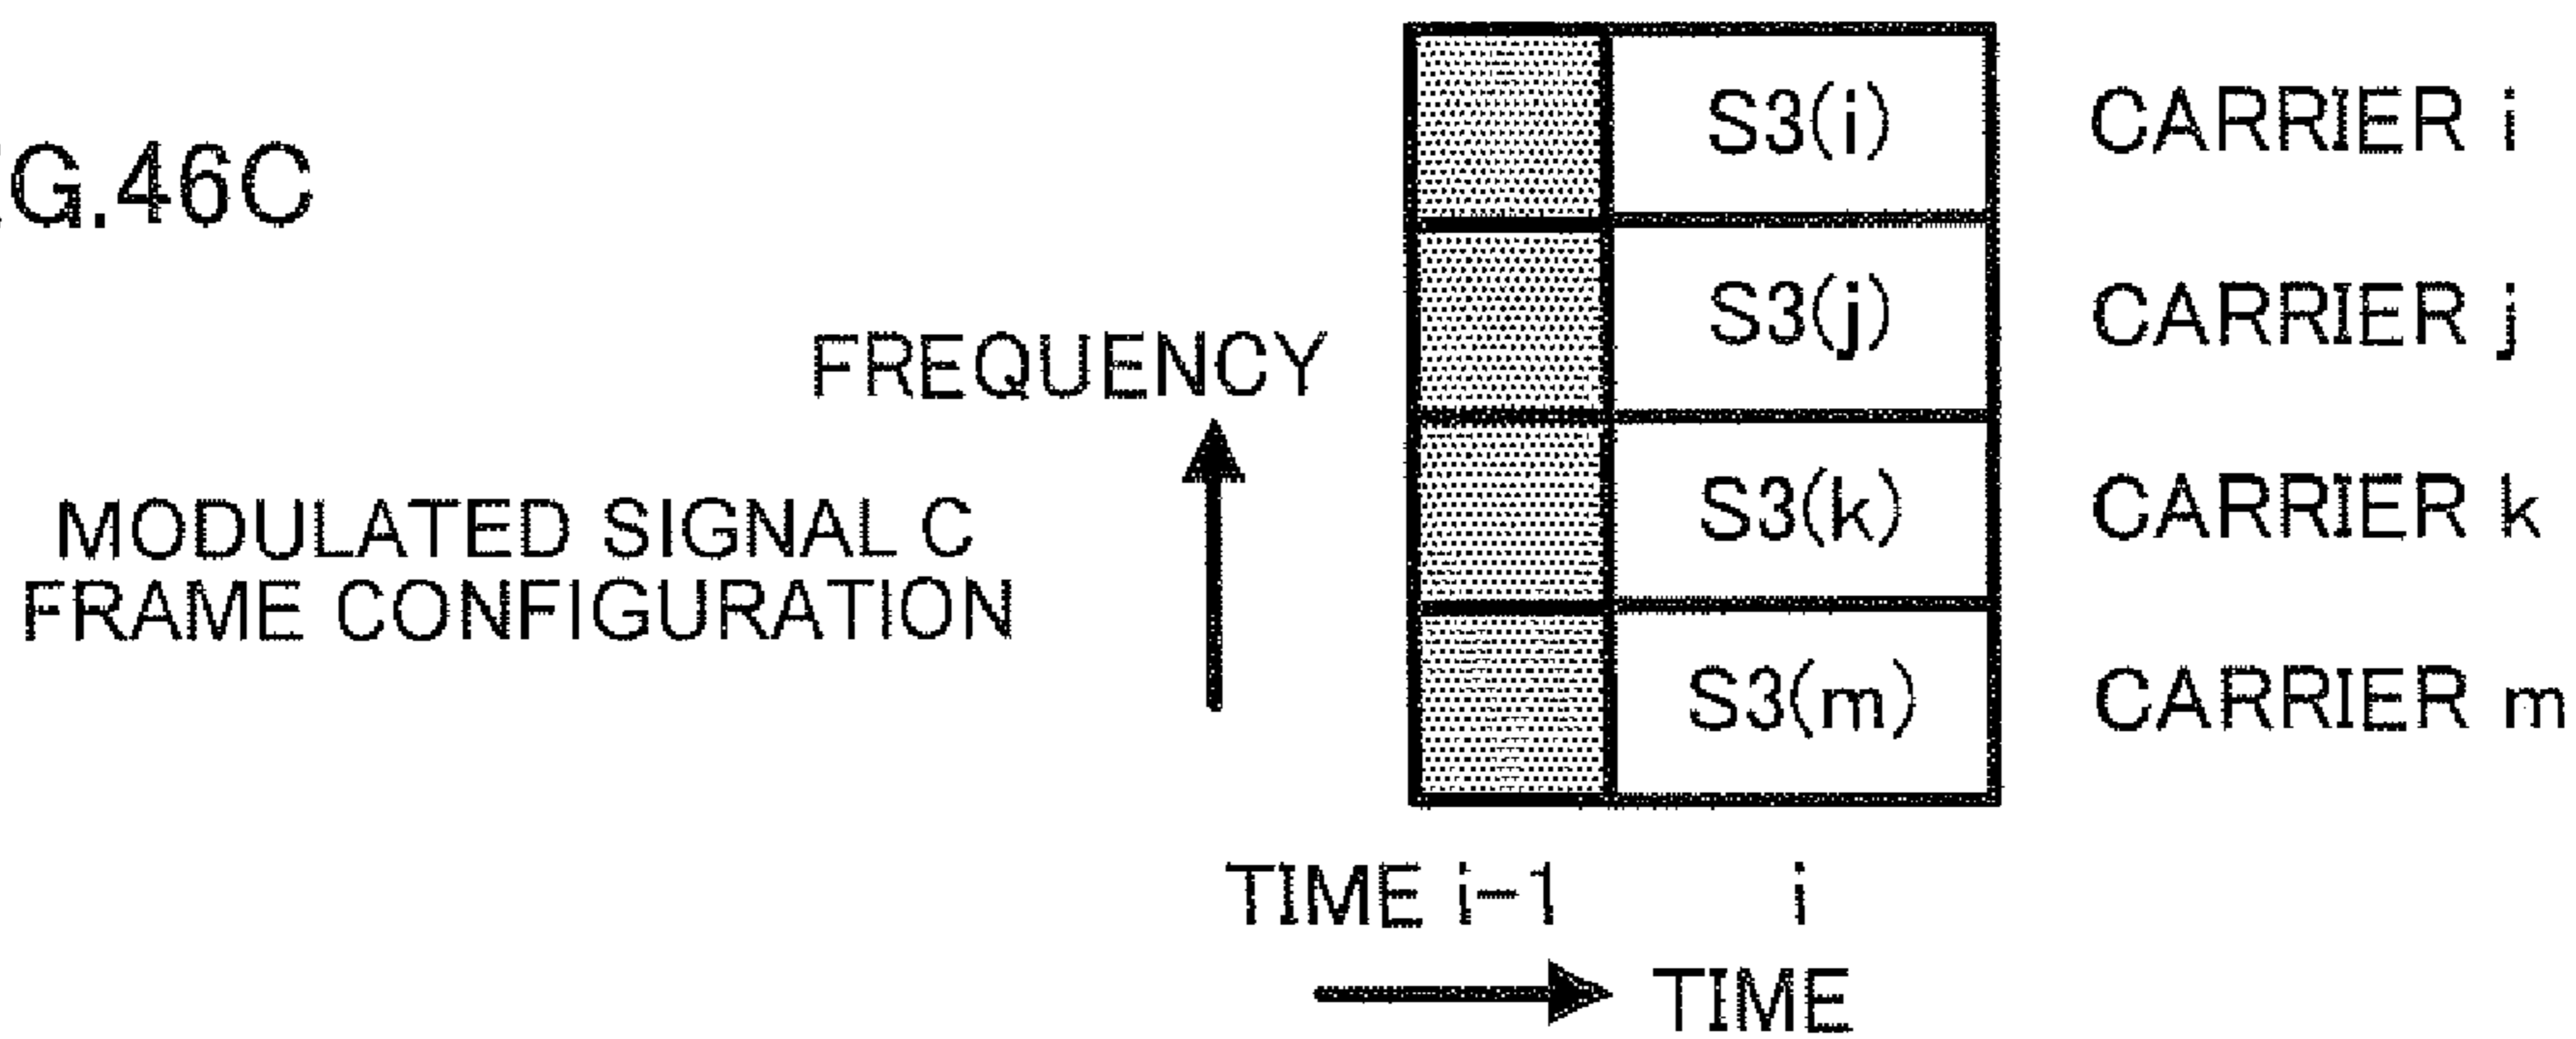 G.46C
S3(i) CARRIER i
S3(j) CARRIER j
FREQUENCY
S3(k) CARRIER k
MODULATED SIGNAL C
FRAME CONFIGURATION
S3(m) CARRIER m
TIME i-1 i
TIME